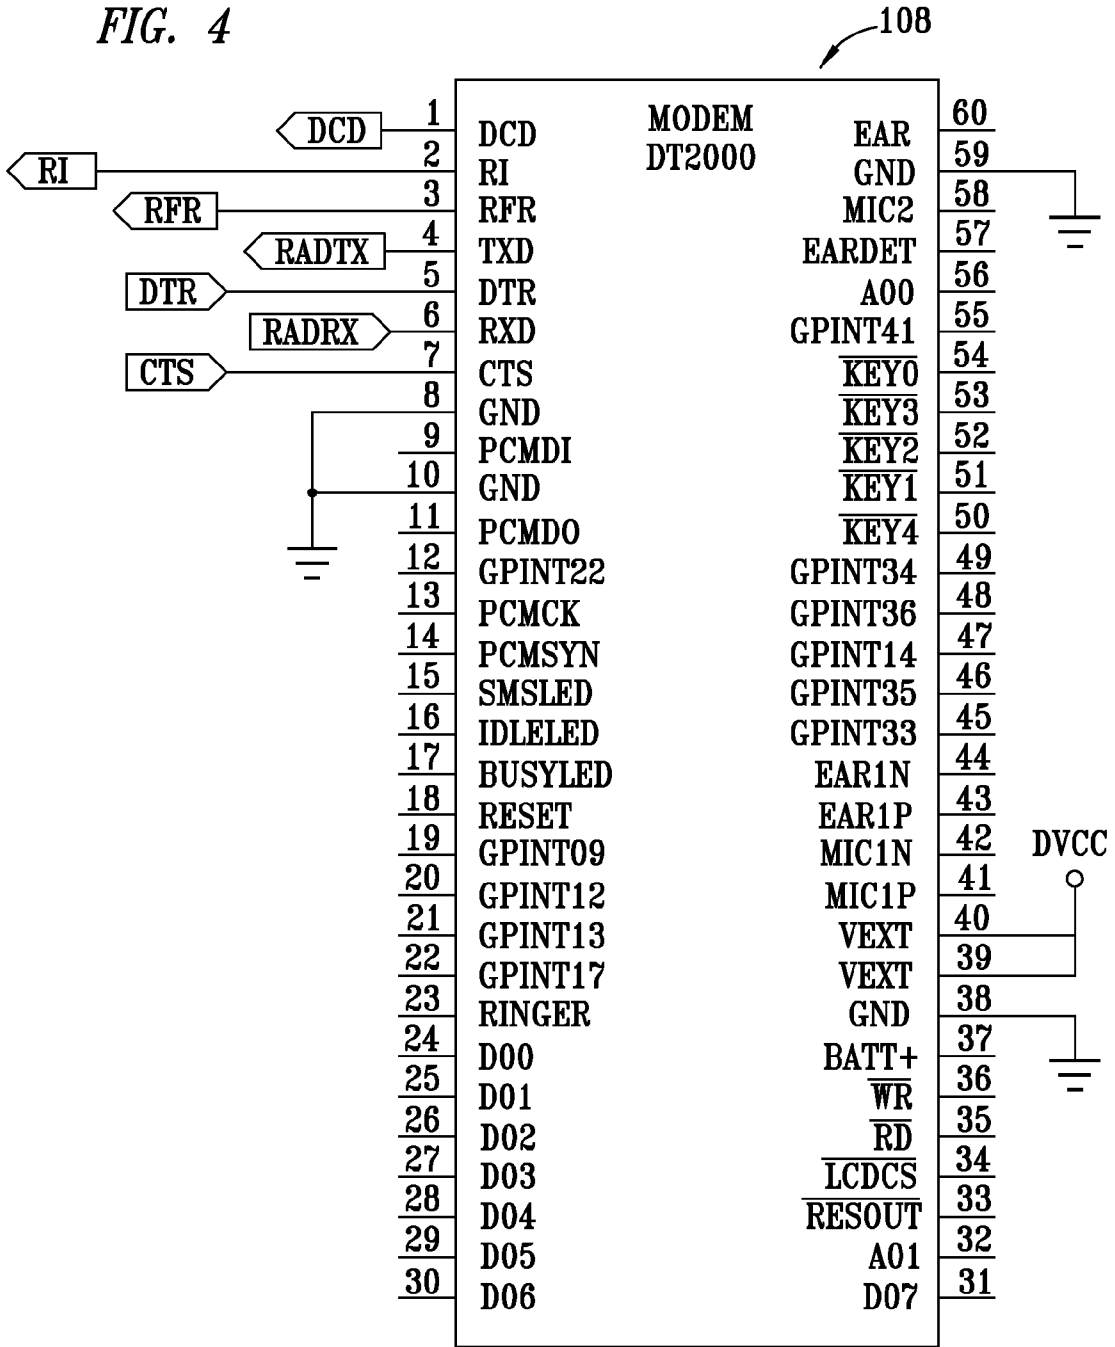 FIG. 4
108
MODEM
DT2000
DCD 1 DCD
RI 2 RI
RFR 3 RFR
RADTX 4 TXD
DTR 5 DTR
RADRX 6 RXD
CTS 7 CTS
8 GND
9 PCMDI
10 GND
11 PCMDO
12 GPINT22
13 PCMCK
14 PCMSYN
15 SMSLED
16 IDLELED
17 BUSYLED
18 RESET
19 GPINT09
20 GPINT12
21 GPINT13
22 GPINT17
23 RINGER
24 D00
25 D01
26 D02
27 D03
28 D04
29 D05
30 D06
EAR 60
GND 59
MIC2 58
EARDET 57
A00 56
GPINT41 55
KEY0 54
KEY3 53
KEY2 52
KEY1 51
KEY4 50
GPINT34 49
GPINT36 48
GPINT14 47
GPINT35 46
GPINT33 45
EAR1N 44
EAR1P 43
MIC1N 42
MIC1P 41
DVCC
VEXT 40
VEXT 39
GND 38
BATT+ 37
WR 36
RD 35
LCDCS 34
RESOUT 33
A01 32
D07 31